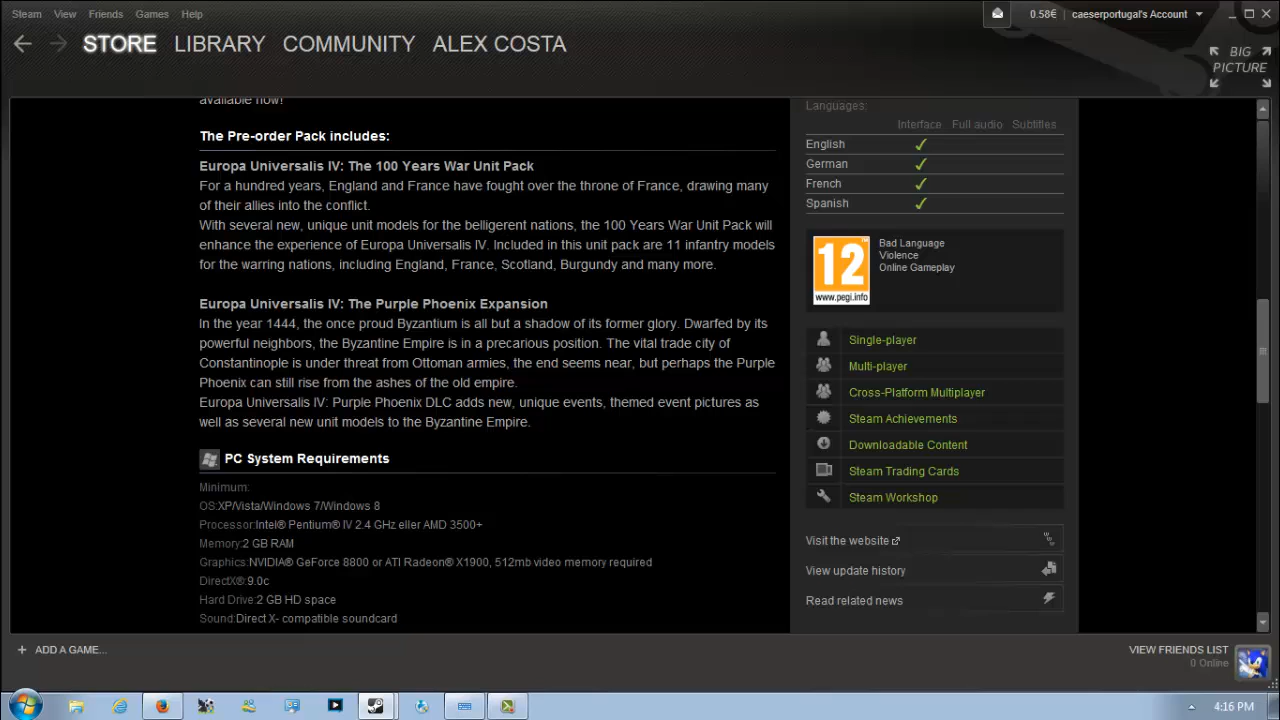 Steam View Friends Games Help
0.58€ caeserportugal's Account
STORE LIBRARY COMMUNITY ALEX COSTA
BIG PICTURE
available now!
The Pre-order Pack includes:
Europa Universalis IV: The 100 Years War Unit Pack
For a hundred years, England and France have fought over the throne of France, drawing many
of their allies into the conflict.
With several new, unique unit models for the belligerent nations, the 100 Years War Unit Pack will
enhance the experience of Europa Universalis IV. Included in this unit pack are 11 infantry models
for the warring nations, including England, France, Scotland, Burgundy and many more.
Europa Universalis IV: The Purple Phoenix Expansion
In the year 1444, the once proud Byzantium is all but a shadow of its former glory. Dwarfed by its
powerful neighbors, the Byzantine Empire is in a precarious position. The vital trade city of
Constantinople is under threat from Ottoman armies, the end seems near, but perhaps the Purple
Phoenix can still rise from the ashes of the old empire.
Europa Universalis IV: Purple Phoenix DLC adds new, unique events, themed event pictures as
well as several new unit models to the Byzantine Empire.
PC System Requirements
Minimum:
OS:XP/Vista/Windows 7/Windows 8
Processor:Intel® Pentium® IV 2.4 GHz eller AMD 3500+
Memory:2 GB RAM
Graphics:NVIDIA® GeForce 8800 or ATI Radeon® X1900, 512mb video memory required
DirectX®:9.0c
Hard Drive:2 GB HD space
Sound:Direct X- compatible soundcard
Languages:
Interface Full audio Subtitles
English
German
French
Spanish
12
www.pegi.info
Bad Language
Violence
Online Gameplay
Single-player
Multi-player
Cross-Platform Multiplayer
Steam Achievements
Downloadable Content
Steam Trading Cards
Steam Workshop
Visit the website
View update history
Read related news
+ ADD A GAME...
VIEW FRIENDS LIST
0 Online
4:16 PM